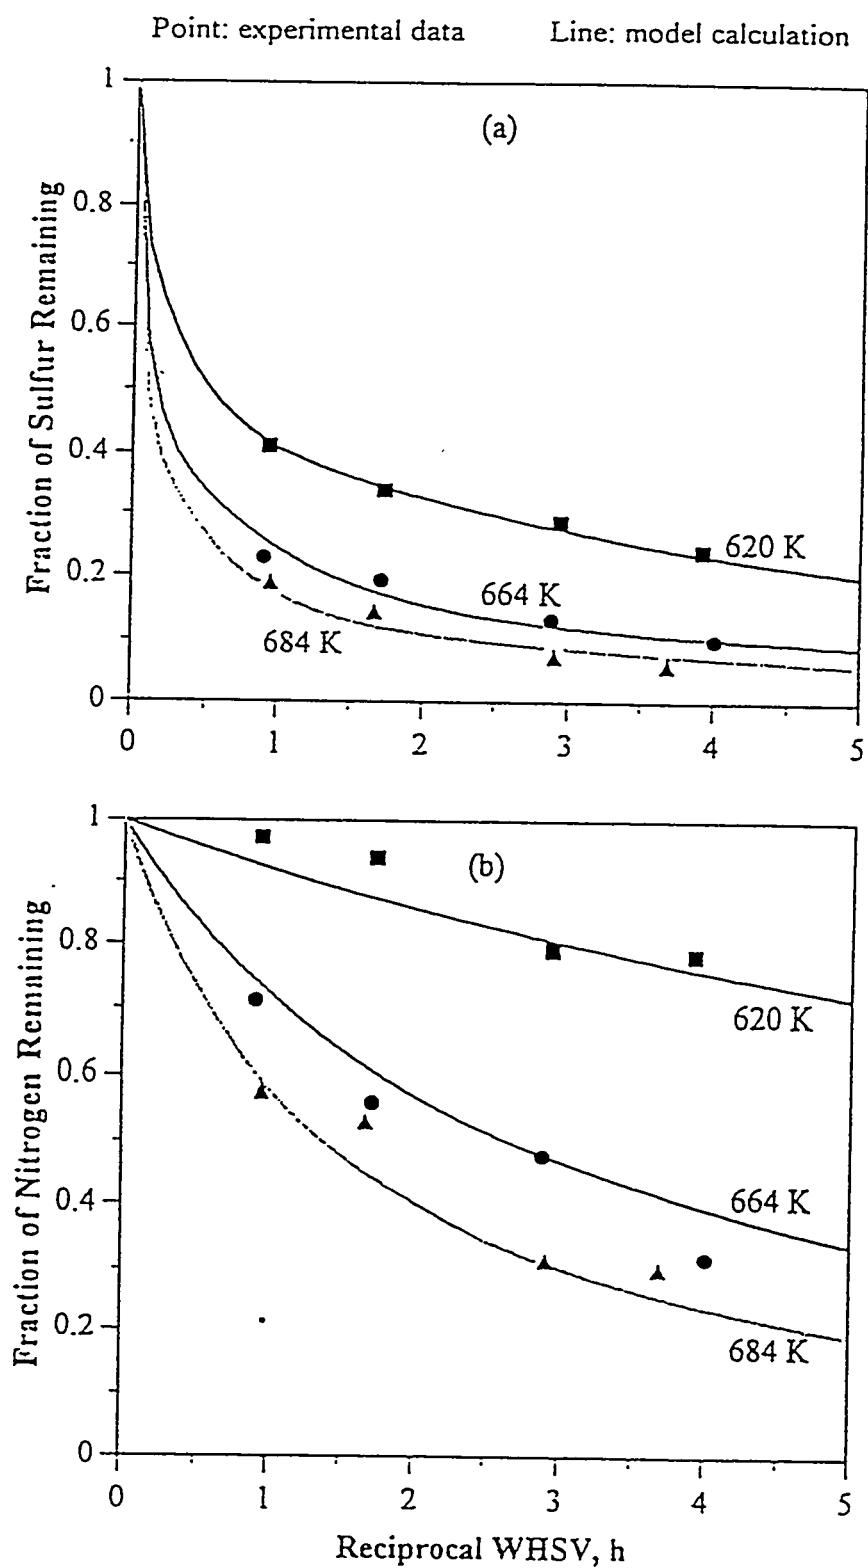 Point: experimental data Line: model calculation
(a)
Fraction of Sulfur Remaining
1
0.8
0.6
0.4
0.2
0
620 K
664 K
684 K
0 1 2 3 4 5
(b)
Fraction of Nitrogen Remaining
1
0.8
0.6
0.4
0.2
0
620 K
664 K
684 K
0 1 2 3 4 5
Reciprocal WHSV, h